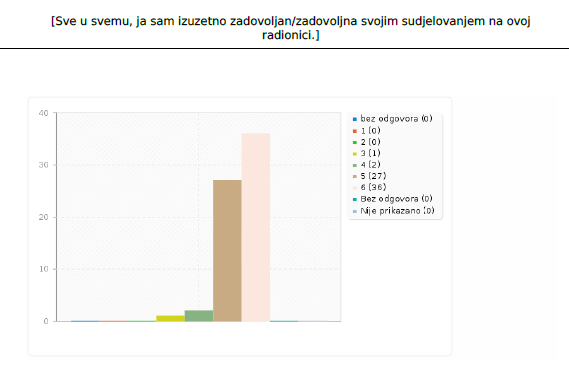 [Sve u svemu, ja sam izuzetno zadovoljan/zadovoljna svojim sudjelovanjem na ovoj
radionici.]
40
30
20
10
0
bez odgovora (0)
1 (0)
2 (0)
3 (1)
4 (2)
5 (27)
6 (36)
Bez odgovora (0)
Nije prikazano (0)